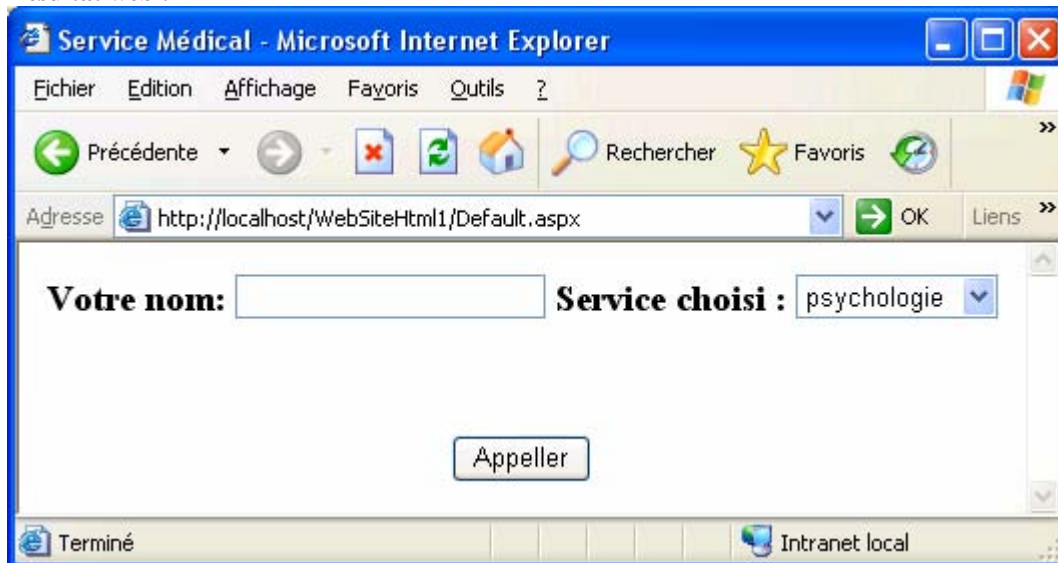 Service Médical - Microsoft Internet Explorer
Fichier Edition Affichage Favoris Outils ?
Précédente Rechercher Favoris »
Adresse http://localhost/WebSiteHtml1/Default.aspx OK Liens »
Votre nom: Service choisi : psychologie
Appeller
Terminé Intranet local